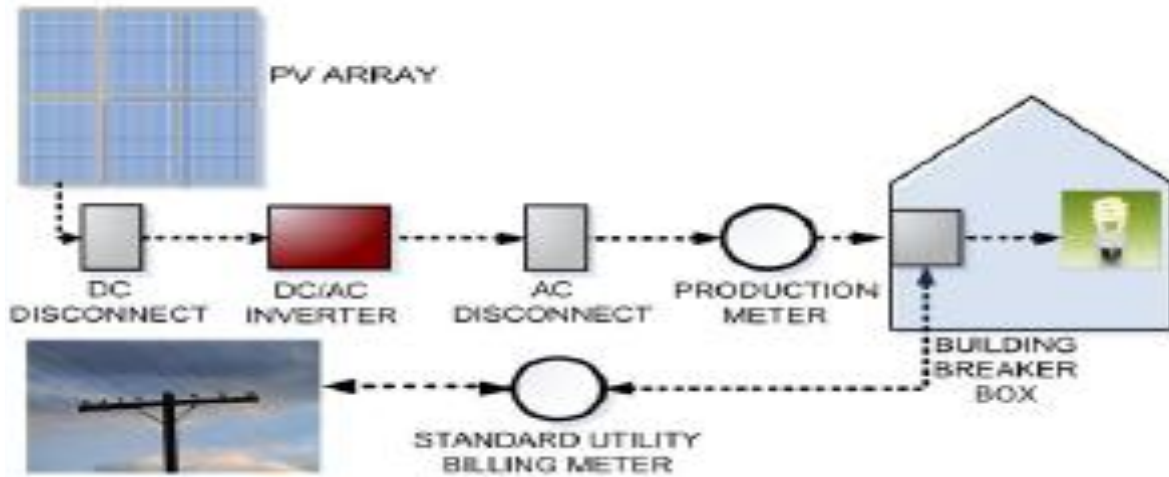 PV ARRAY
DC
DISCONNECT
DC/AC
INVERTER
AC
DISCONNECT
PRODUCTION
METER
BUILDING
BREAKER
BOX
STANDARD UTILITY
BILLING METER